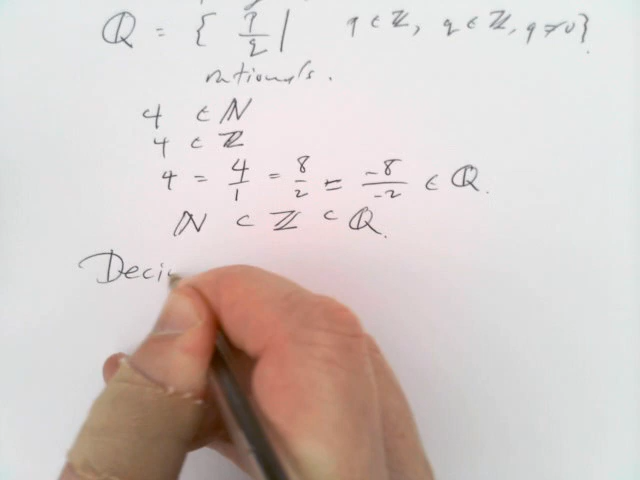 ℚ = { p/q | p ∈ ℤ, q ∈ ℤ, q ≠ 0}
rationals.
4 ∈ ℕ
4 ∈ ℤ
4 = 4/1 = 8/2 = -8/-2 ∈ ℚ.
ℕ ⊂ ℤ ⊂ ℚ.
Deci